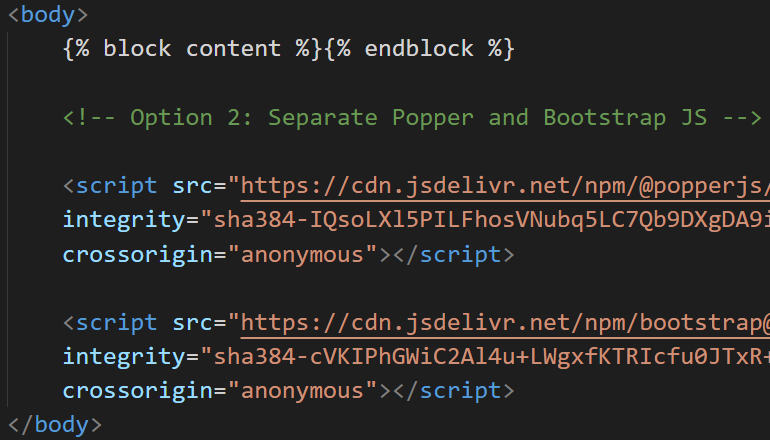 <body>
{% block content %}{% endblock %}
<!-- Option 2: Separate Popper and Bootstrap JS -->
<script src="https://cdn.jsdelivr.net/npm/@popperjs/
integrity="sha384-IQsoLXl5PILFhosVNubq5LC7Qb9DXgDA9i
crossorigin="anonymous"></script>
<script src="https://cdn.jsdelivr.net/npm/bootstrap@
integrity="sha384-cVKIPhGWiC2Al4u+LWgxfKTRIcfu0JTxR+
crossorigin="anonymous"></script>
</body>